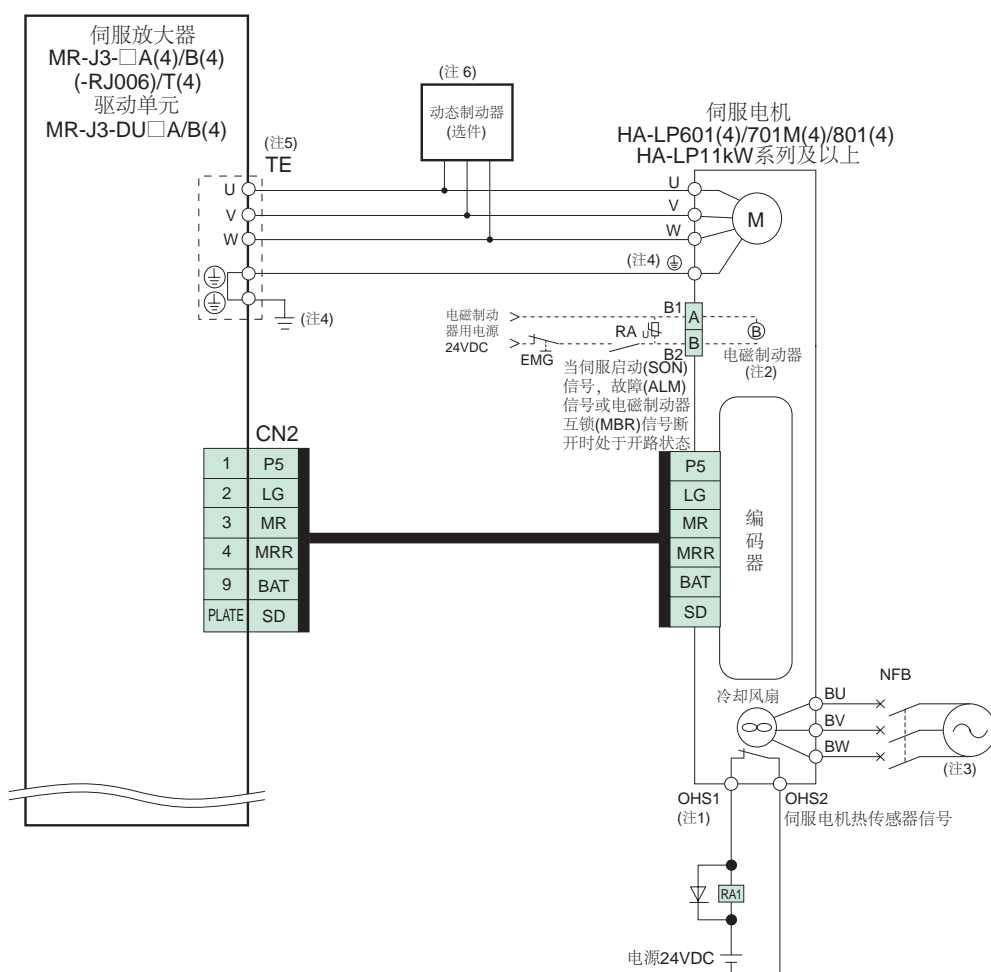 伺服放大器
MR-J3-□A(4)/B(4)
(-RJ006)/T(4)
驱动单元
MR-J3-DU□A/B(4)
(注5)
TE
U
V
W
(注4)
(注 6)
动态制动器
(选件)
伺服电机
HA-LP601(4)/701M(4)/801(4)
HA-LP11kW系列及以上
U
V
W
(注4)
M
电磁制动
器用电源
24VDC
EMG
RA
U
B1
A
B
B2
B
电磁制动器
(注2)
当伺服启动(SON)
信号，故障(ALM)
信号或电磁制动器
互锁(MBR)信号断
开时处于开路状态
CN2
1 P5
2 LG
3 MR
4 MRR
9 BAT
PLATE SD
P5
LG
MR
MRR
BAT
SD
编
码
器
冷却风扇
BU
BV
BW
NFB
(注3)
OHS1
(注1)
OHS2
伺服电机热传感器信号
RA1
电源24VDC